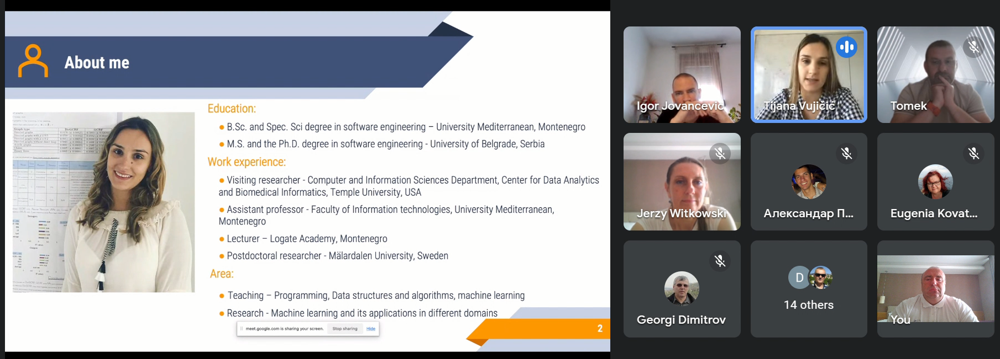 About me
Education:
● B.Sc. and Spec. Sci degree in software engineering – University Mediterranean, Montenegro
● M.S. and the Ph.D. degree in software engineering - University of Belgrade, Serbia
Work experience:
● Visiting researcher - Computer and Information Sciences Department, Center for Data Analytics
and Biomedical Informatics, Temple University, USA
● Assistant professor - Faculty of Information technologies, University Mediterranean,
Montenegro
● Lecturer – Logate Academy, Montenegro
● Postdoctoral researcher - Mälardalen University, Sweden
Area:
● Teaching – Programming, Data structures and algorithms, machine learning
● Research - Machine learning and its applications in different domains
meet.google.com is sharing your screen. Stop sharing Hide
2
Graph type DirGCRF GCRF
Igor Jovancevic
Tijana Vujičić
Tomek
Jerzy Witkowski
Александар П...
Eugenia Kovat...
Georgi Dimitrov
D
14 others
You